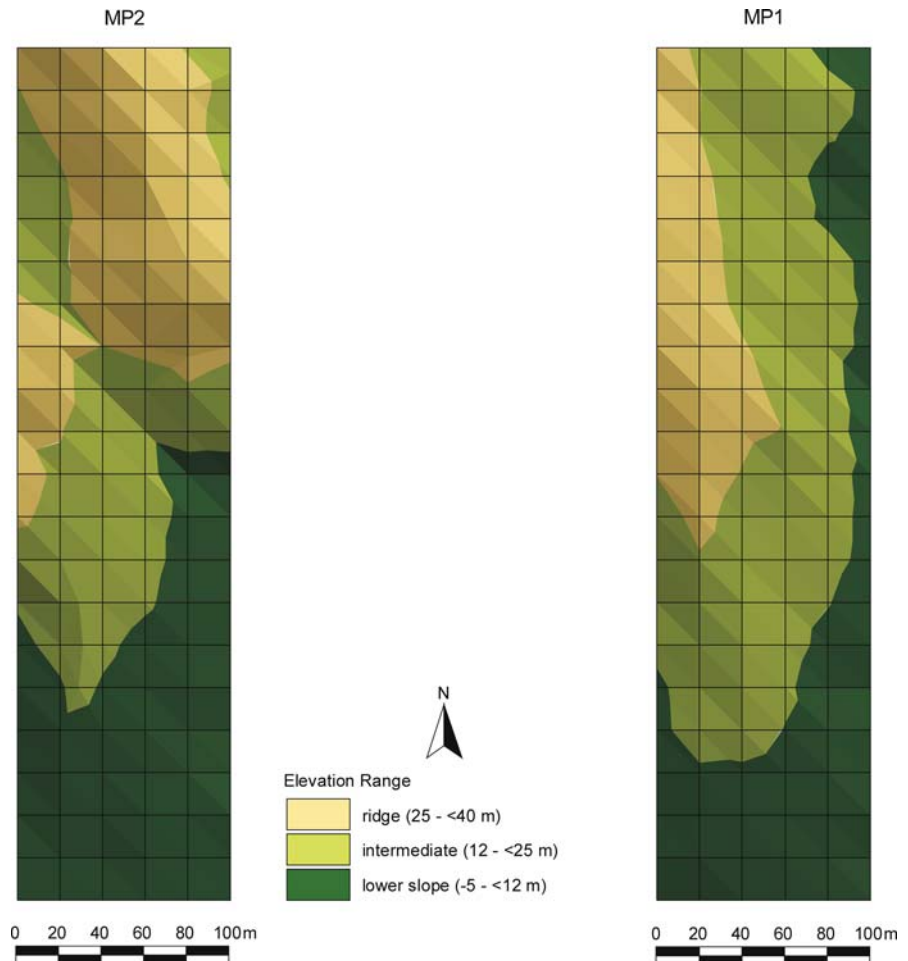 MP2
MP1
N
Elevation Range
ridge (25 - <40 m)
intermediate (12 - <25 m)
lower slope (-5 - <12 m)
0 20 40 60 80 100m
0 20 40 60 80 100m